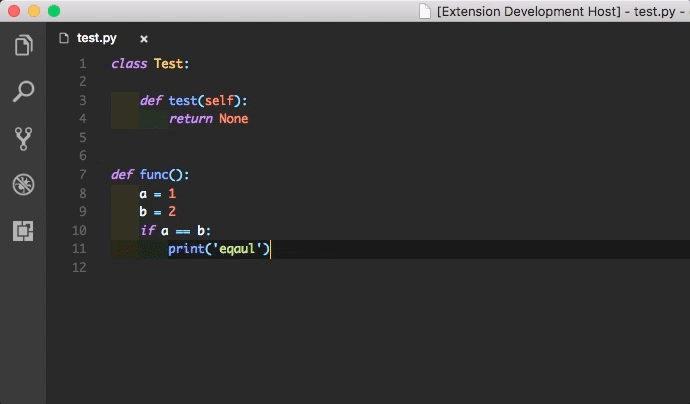 [Extension Development Host] - test.py -
test.py ×
1 class Test:
2
3     def test(self):
4         return None
5
6
7 def func():
8     a = 1
9     b = 2
10     if a == b:
11         print('eqaul')
12